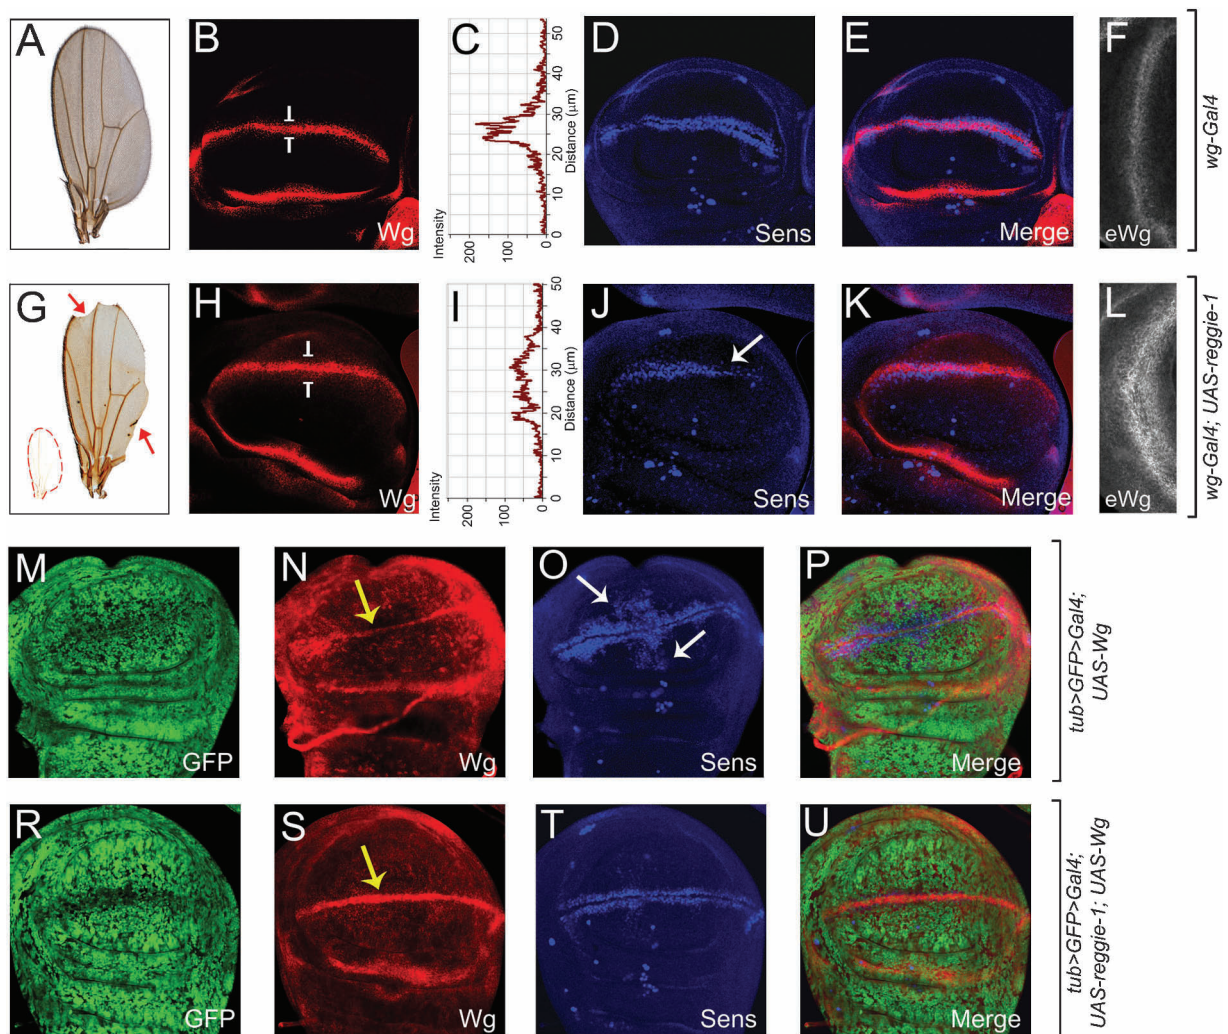 A
B
Wg
C
50
40
30
20
10
0
Distance (µm)
Intensity
200
100
0
D
Sens
E
Merge
F
eWg
wg-Gal4
G
H
Wg
I
50
40
30
20
10
0
Distance (µm)
Intensity
200
100
0
J
Sens
K
Merge
L
eWg
wg-Gal4; UAS-reggie-1
M
GFP
N
Wg
O
Sens
P
Merge
tub>GFP>Gal4;
UAS-Wg
R
GFP
S
Wg
T
Sens
U
Merge
tub>GFP>Gal4;
UAS-reggie-1; UAS-Wg